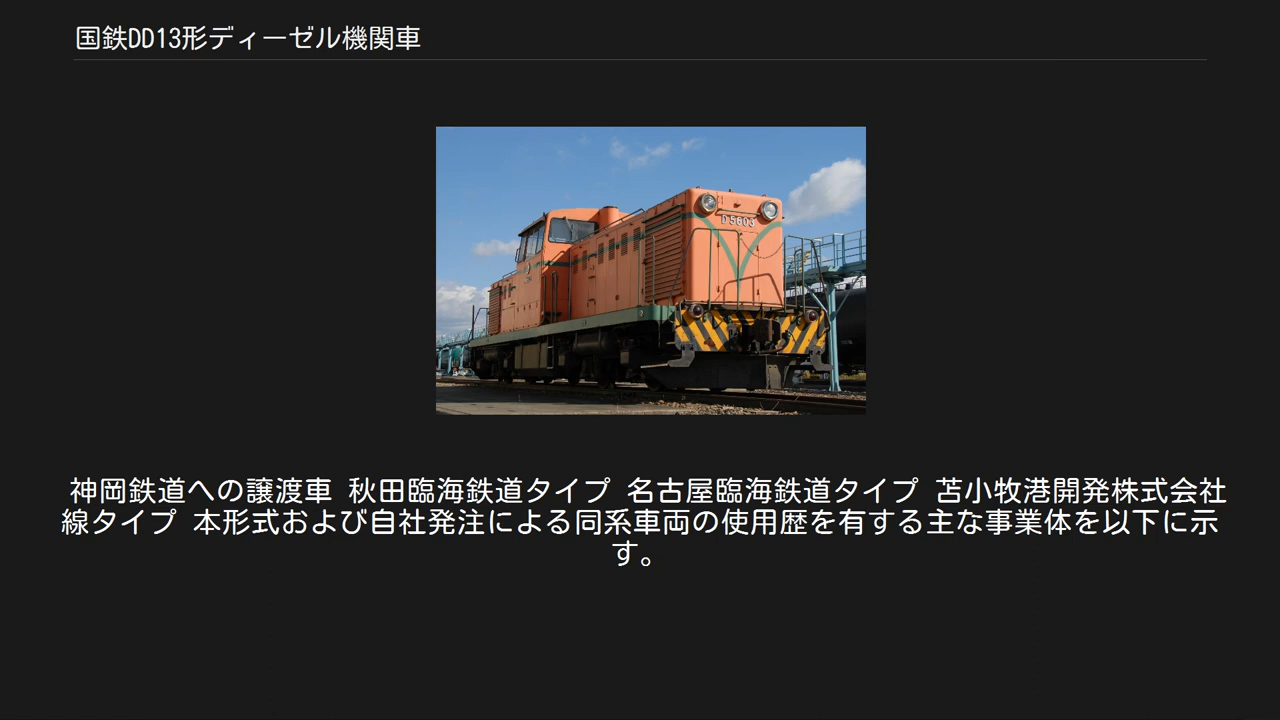 国鉄DD13形ディーゼル機関車
D5603
神岡鉄道への譲渡車 秋田臨海鉄道タイプ 名古屋臨海鉄道タイプ 苫小牧港開発株式会社
線タイプ 本形式および自社発注による同系車両の使用歴を有する主な事業体を以下に示
す。